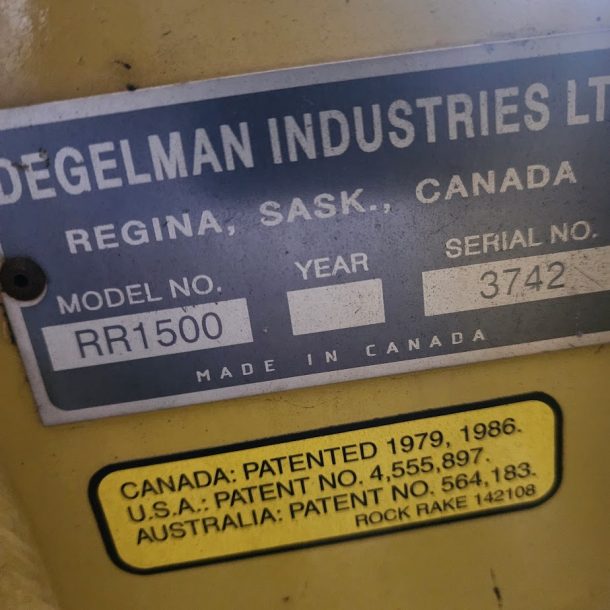 DEGELMAN INDUSTRIES LT
REGINA, SASK., CANADA
MODEL NO. YEAR SERIAL NO.
RR1500 3742
MADE IN CANADA
CANADA: PATENTED 1979, 1986.
U.S.A.: PATENT NO. 4,555,897.
AUSTRALIA: PATENT NO. 564,183.
ROCK RAKE 142108